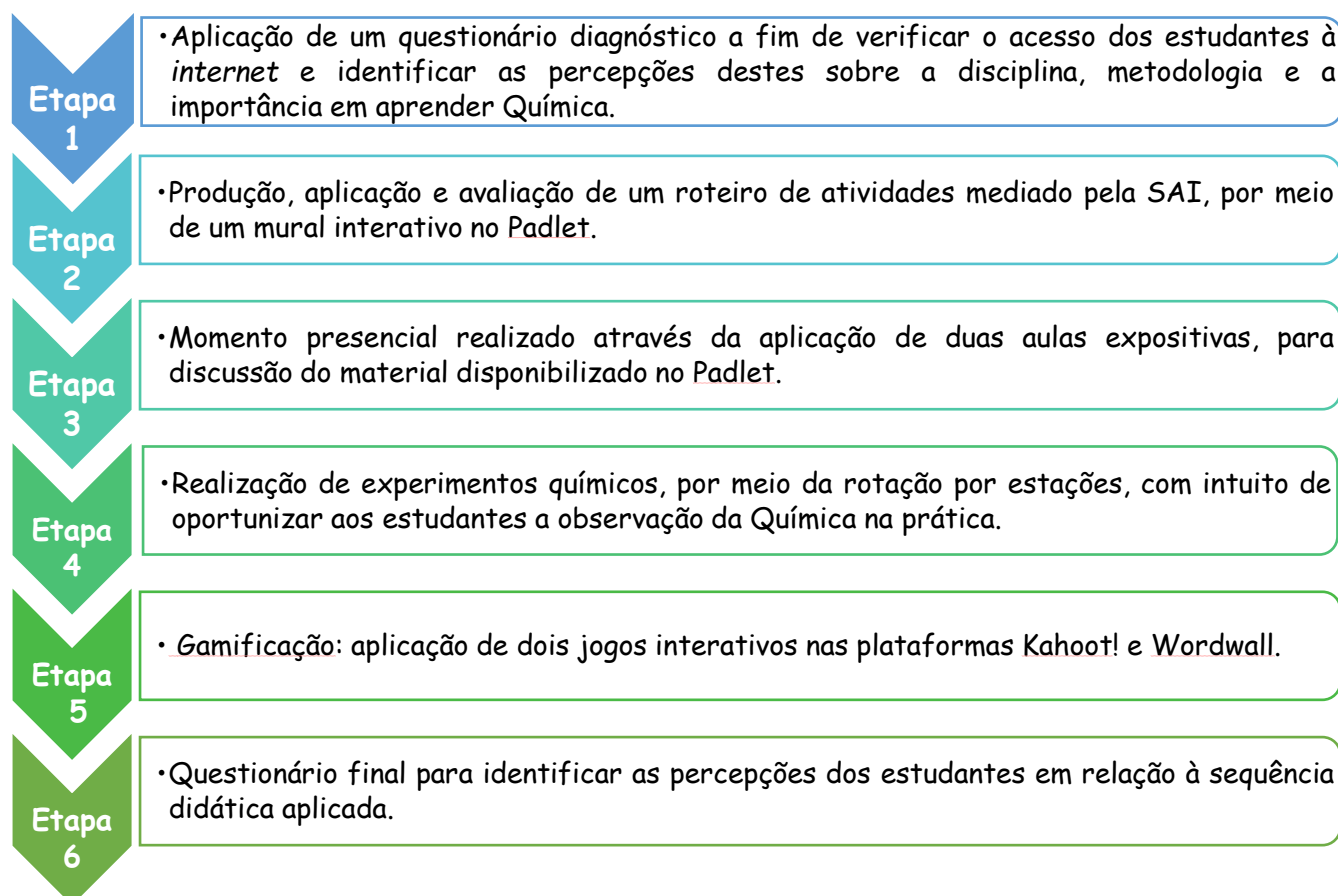 Etapa
1
•Aplicação de um questionário diagnóstico a fim de verificar o acesso dos estudantes à
internet e identificar as percepções destes sobre a disciplina, metodologia e a
importância em aprender Química.
Etapa
2
•Produção, aplicação e avaliação de um roteiro de atividades mediado pela SAI, por meio
de um mural interativo no Padlet.
Etapa
3
•Momento presencial realizado através da aplicação de duas aulas expositivas, para
discussão do material disponibilizado no Padlet.
Etapa
4
•Realização de experimentos químicos, por meio da rotação por estações, com intuito de
oportunizar aos estudantes a observação da Química na prática.
Etapa
5
• Gamificação: aplicação de dois jogos interativos nas plataformas Kahoot! e Wordwall.
Etapa
6
•Questionário final para identificar as percepções dos estudantes em relação à sequência
didática aplicada.